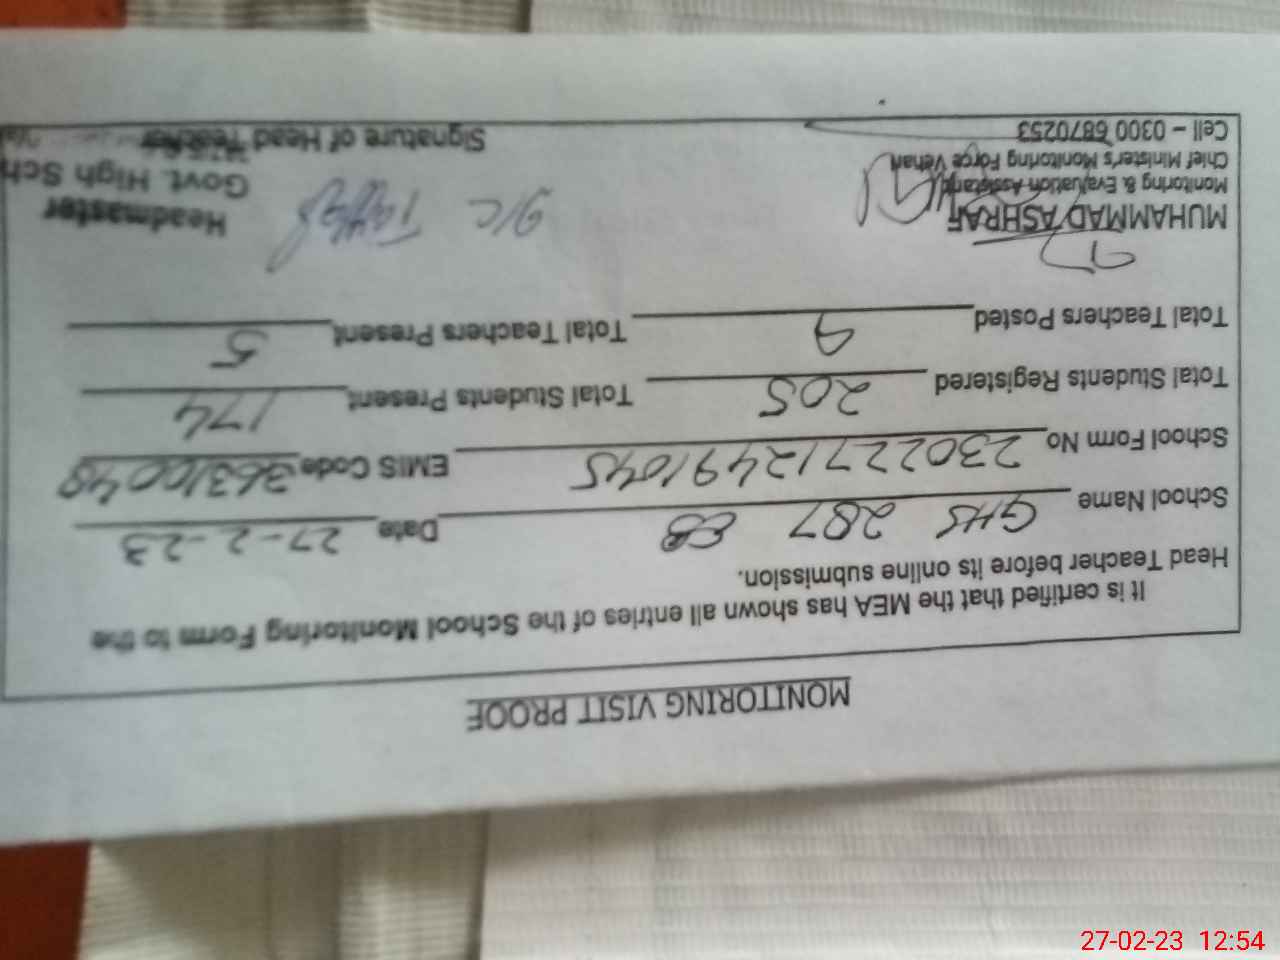 MONITORING VISIT PROOF
It is certified that the MEA has shown all entries of the School Monitoring Form to the
Head Teacher before its online submission.
School Name GHS 287 EB Date 27-2-23
School Form No 23022712491045 EMIS Code 36310048
Total Students Registered 205 Total Students Present 174
Total Teachers Posted 9 Total Teachers Present 5
MUHAMMAD ASHRAF
Monitoring & Evaluation Assistant
Chief Minister's Monitoring Force Vehari
Cell – 0300 6870253
I/C
Headmaster
Govt. High Sch
Signature of Head Teacher
27-02-23 12:54